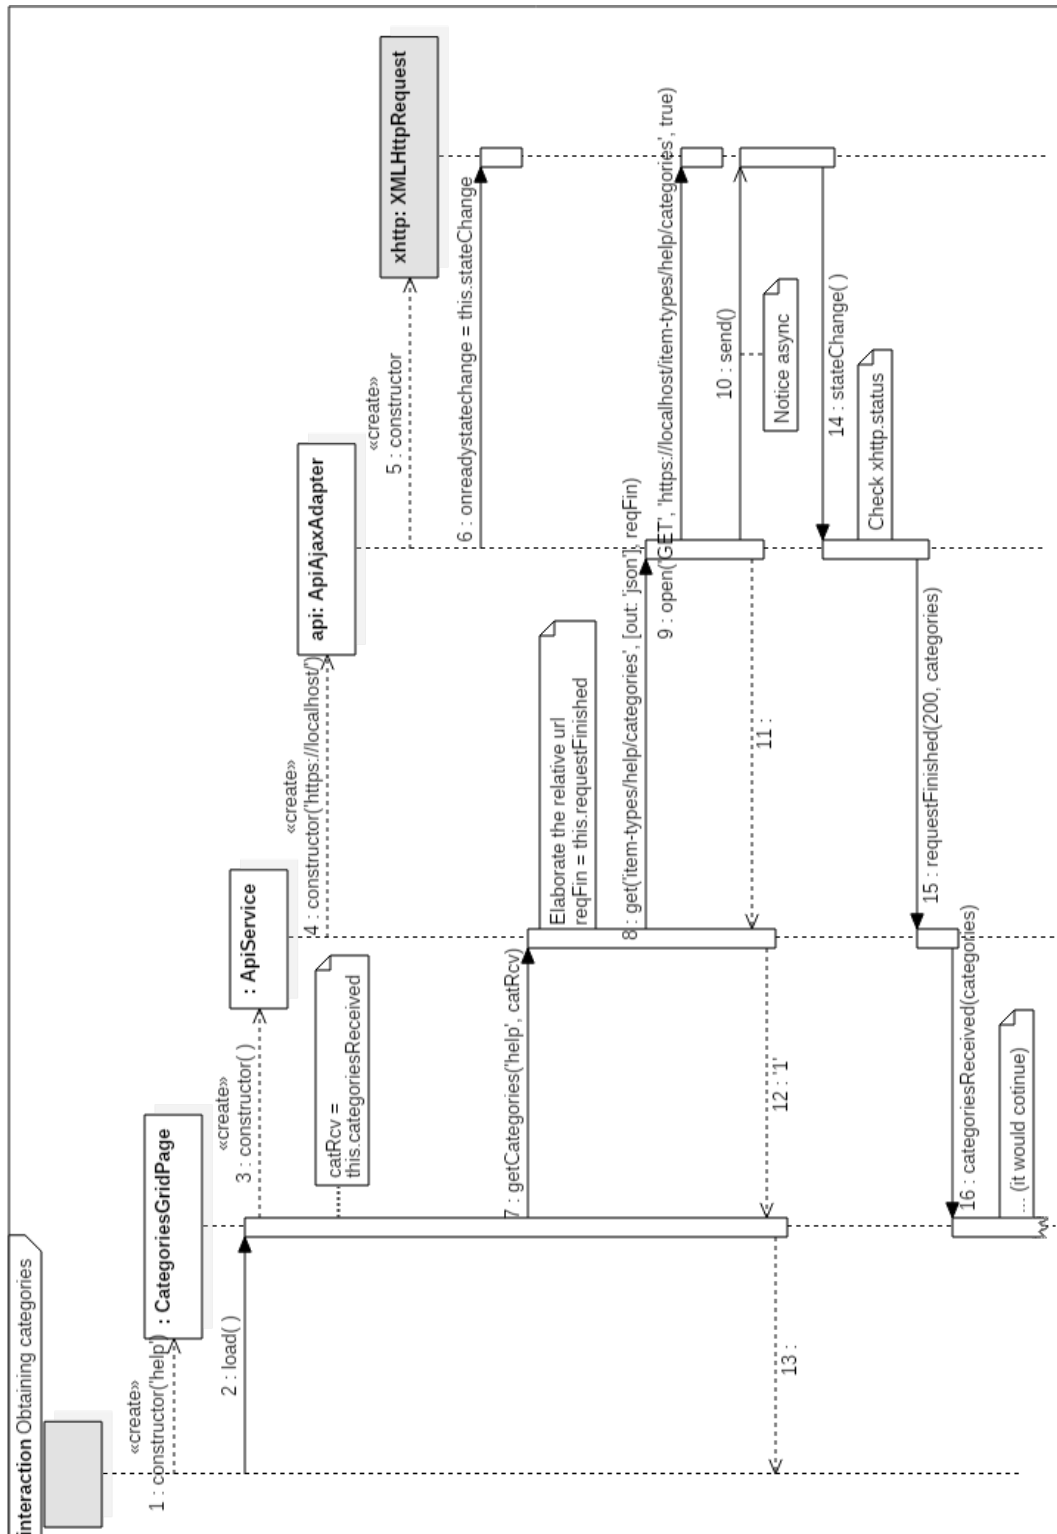 interaction Obtaining categories
«create»
1 : constructor('help')
: CategoriesGridPage
2 : load( )
«create»
3 : constructor( )
: ApiService
«create»
4 : constructor('https://localhost/')
api: ApiAjaxAdapter
catRcv =
this.categoriesReceived
«create»
5 : constructor
xhttp: XMLHttpRequest
6 : onreadystatechange = this.stateChange
7 : getCategories('help', catRcv)
Elaborate the relative url
reqFin = this.requestFinished
8 : get('item-types/help/categories', [out: 'json'], reqFin)
9 : open('GET', 'https://localhost/item-types/help/categories', true)
10 : send()
Notice async
11 :
12 : '1'
13 :
14 : stateChange( )
Check xhttp.status
15 : requestFinished(200, categories)
16 : categoriesReceived(categories)
... (it would cotinue)